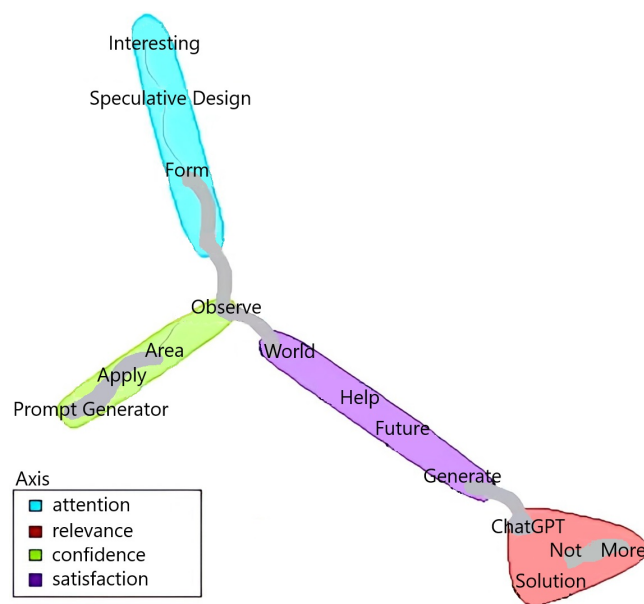 Interesting
Speculative Design
Form
Observe
World
Area
Apply
Help
Prompt Generator
Future
Generate
ChatGPT
Not More
Solution
Axis
attention
relevance
confidence
satisfaction